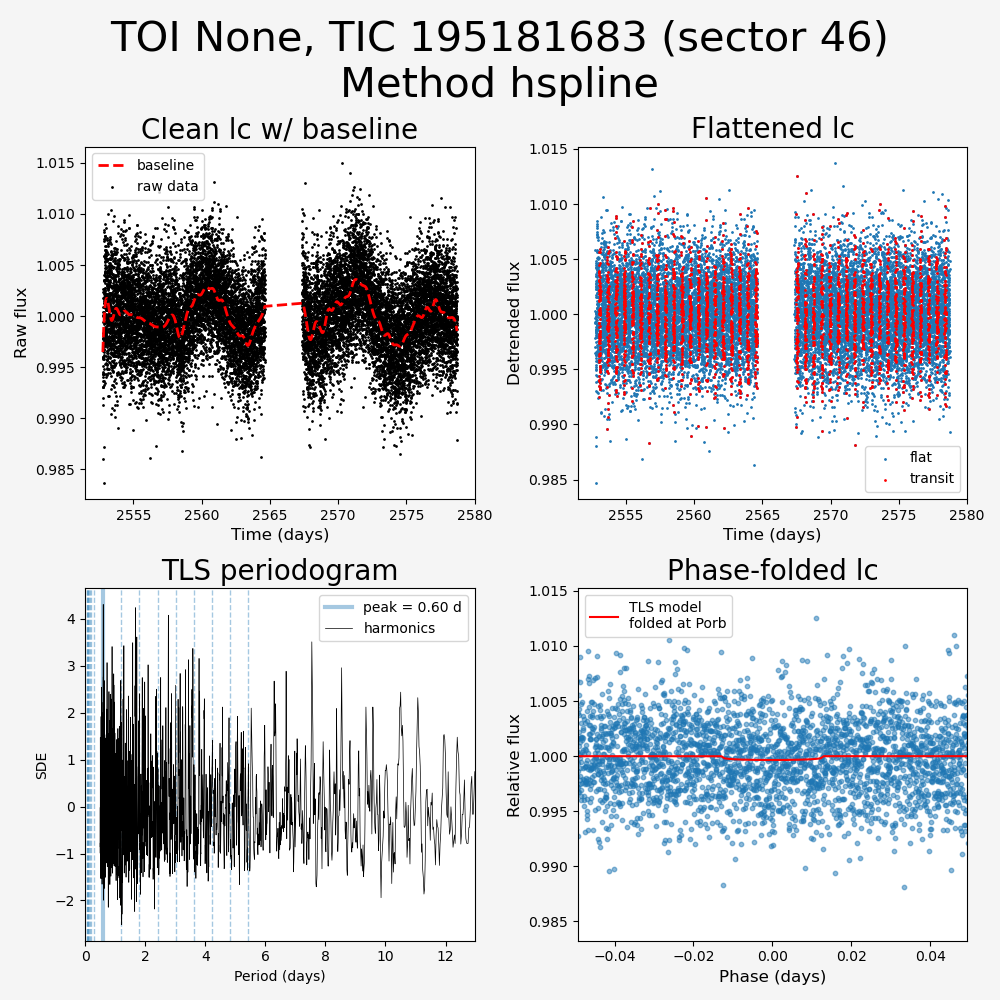 TOI None, TIC 195181683 (sector 46)
Method hspline
Clean lc w/ baseline
baseline
raw data
1.015
1.010
1.005
1.000
0.995
0.990
0.985
Raw flux
2555 2560 2565 2570 2575 2580
Time (days)
Flattened lc
1.015
1.010
1.005
1.000
0.995
0.990
0.985
Detrended flux
flat
transit
2555 2560 2565 2570 2575 2580
Time (days)
TLS periodogram
peak = 0.60 d
harmonics
4
3
2
1
0
−1
−2
SDE
0 2 4 6 8 10 12
Period (days)
Phase-folded lc
TLS model
folded at Porb
1.015
1.010
1.005
1.000
0.995
0.990
0.985
Relative flux
−0.04 −0.02 0.00 0.02 0.04
Phase (days)